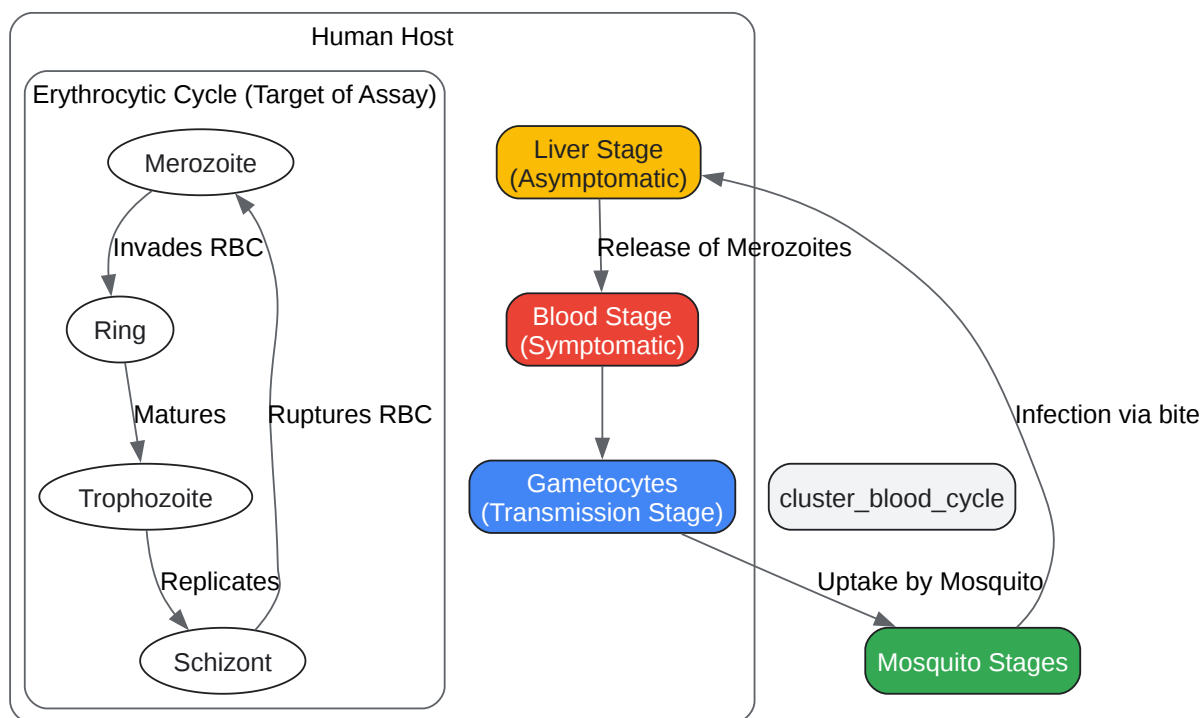 Human Host
Erythrocytic Cycle (Target of Assay)
Merozoite
Invades RBC
Ring
Matures
Ruptures RBC
Trophozoite
Replicates
Schizont
Liver Stage
(Asymptomatic)
Release of Merozoites
Blood Stage
(Symptomatic)
Infection via bite
Gametocytes
(Transmission Stage)
cluster_blood_cycle
Uptake by Mosquito
Mosquito Stages